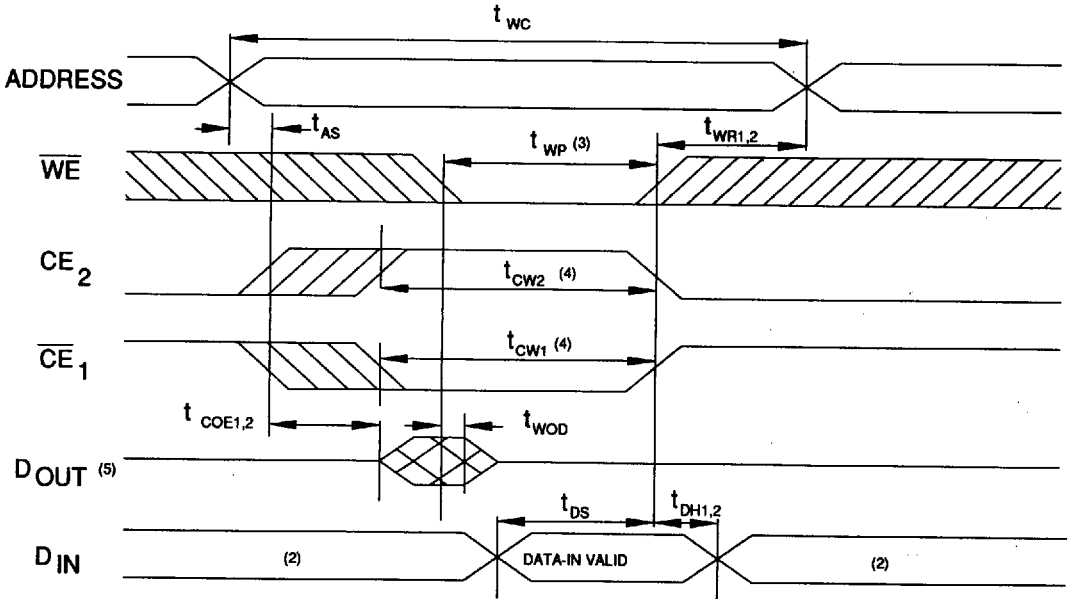 t WC
ADDRESS
t AS
t WP (3)
t WR1,2
WE
CE 2
t CW2 (4)
CE 1
t CW1 (4)
t COE1,2
t WOD
D OUT (5)
t DS
t DH1,2
D IN
(2)
DATA-IN VALID
(2)